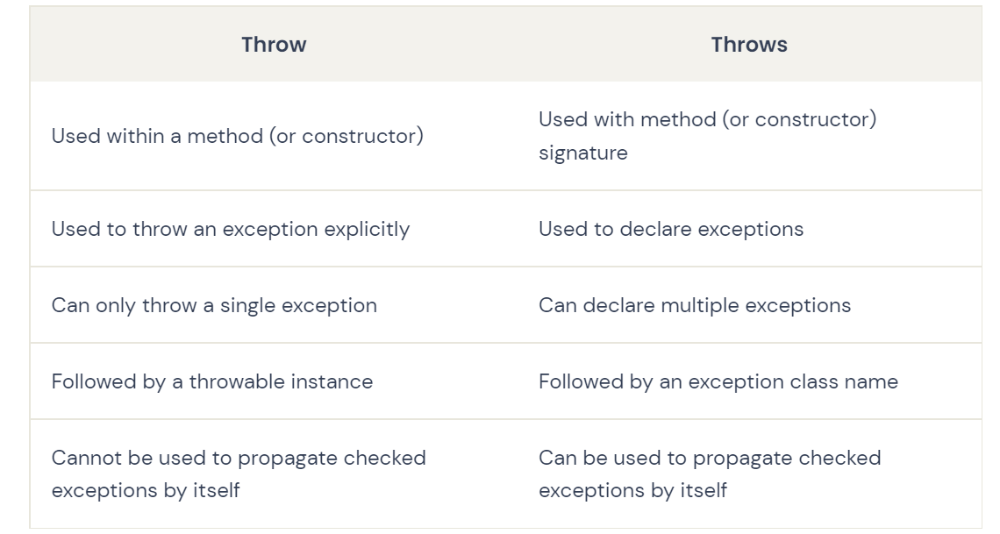 Throw
Throws
Used within a method (or constructor)
Used with method (or constructor)
signature
Used to throw an exception explicitly
Used to declare exceptions
Can only throw a single exception
Can declare multiple exceptions
Followed by a throwable instance
Followed by an exception class name
Cannot be used to propagate checked
exceptions by itself
Can be used to propagate checked
exceptions by itself